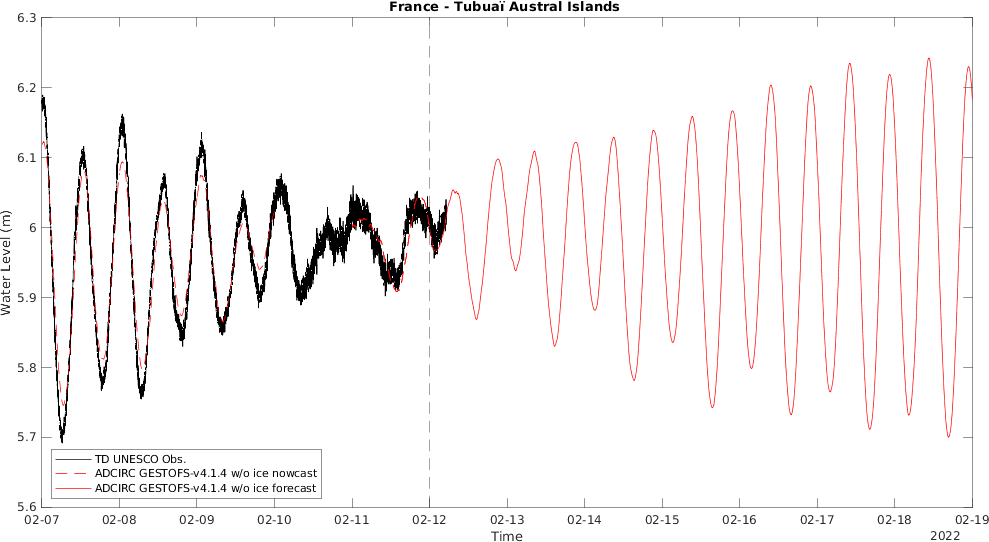 France - Tubuaï Austral Islands
6.3
6.2
6.1
6
5.9
5.8
5.7
5.6
Water Level (m)
TD UNESCO Obs.
ADCIRC GESTOFS-v4.1.4 w/o ice nowcast
ADCIRC GESTOFS-v4.1.4 w/o ice forecast
02-07 02-08 02-09 02-10 02-11 02-12 02-13 02-14 02-15 02-16 02-17 02-18 02-19
Time
2022